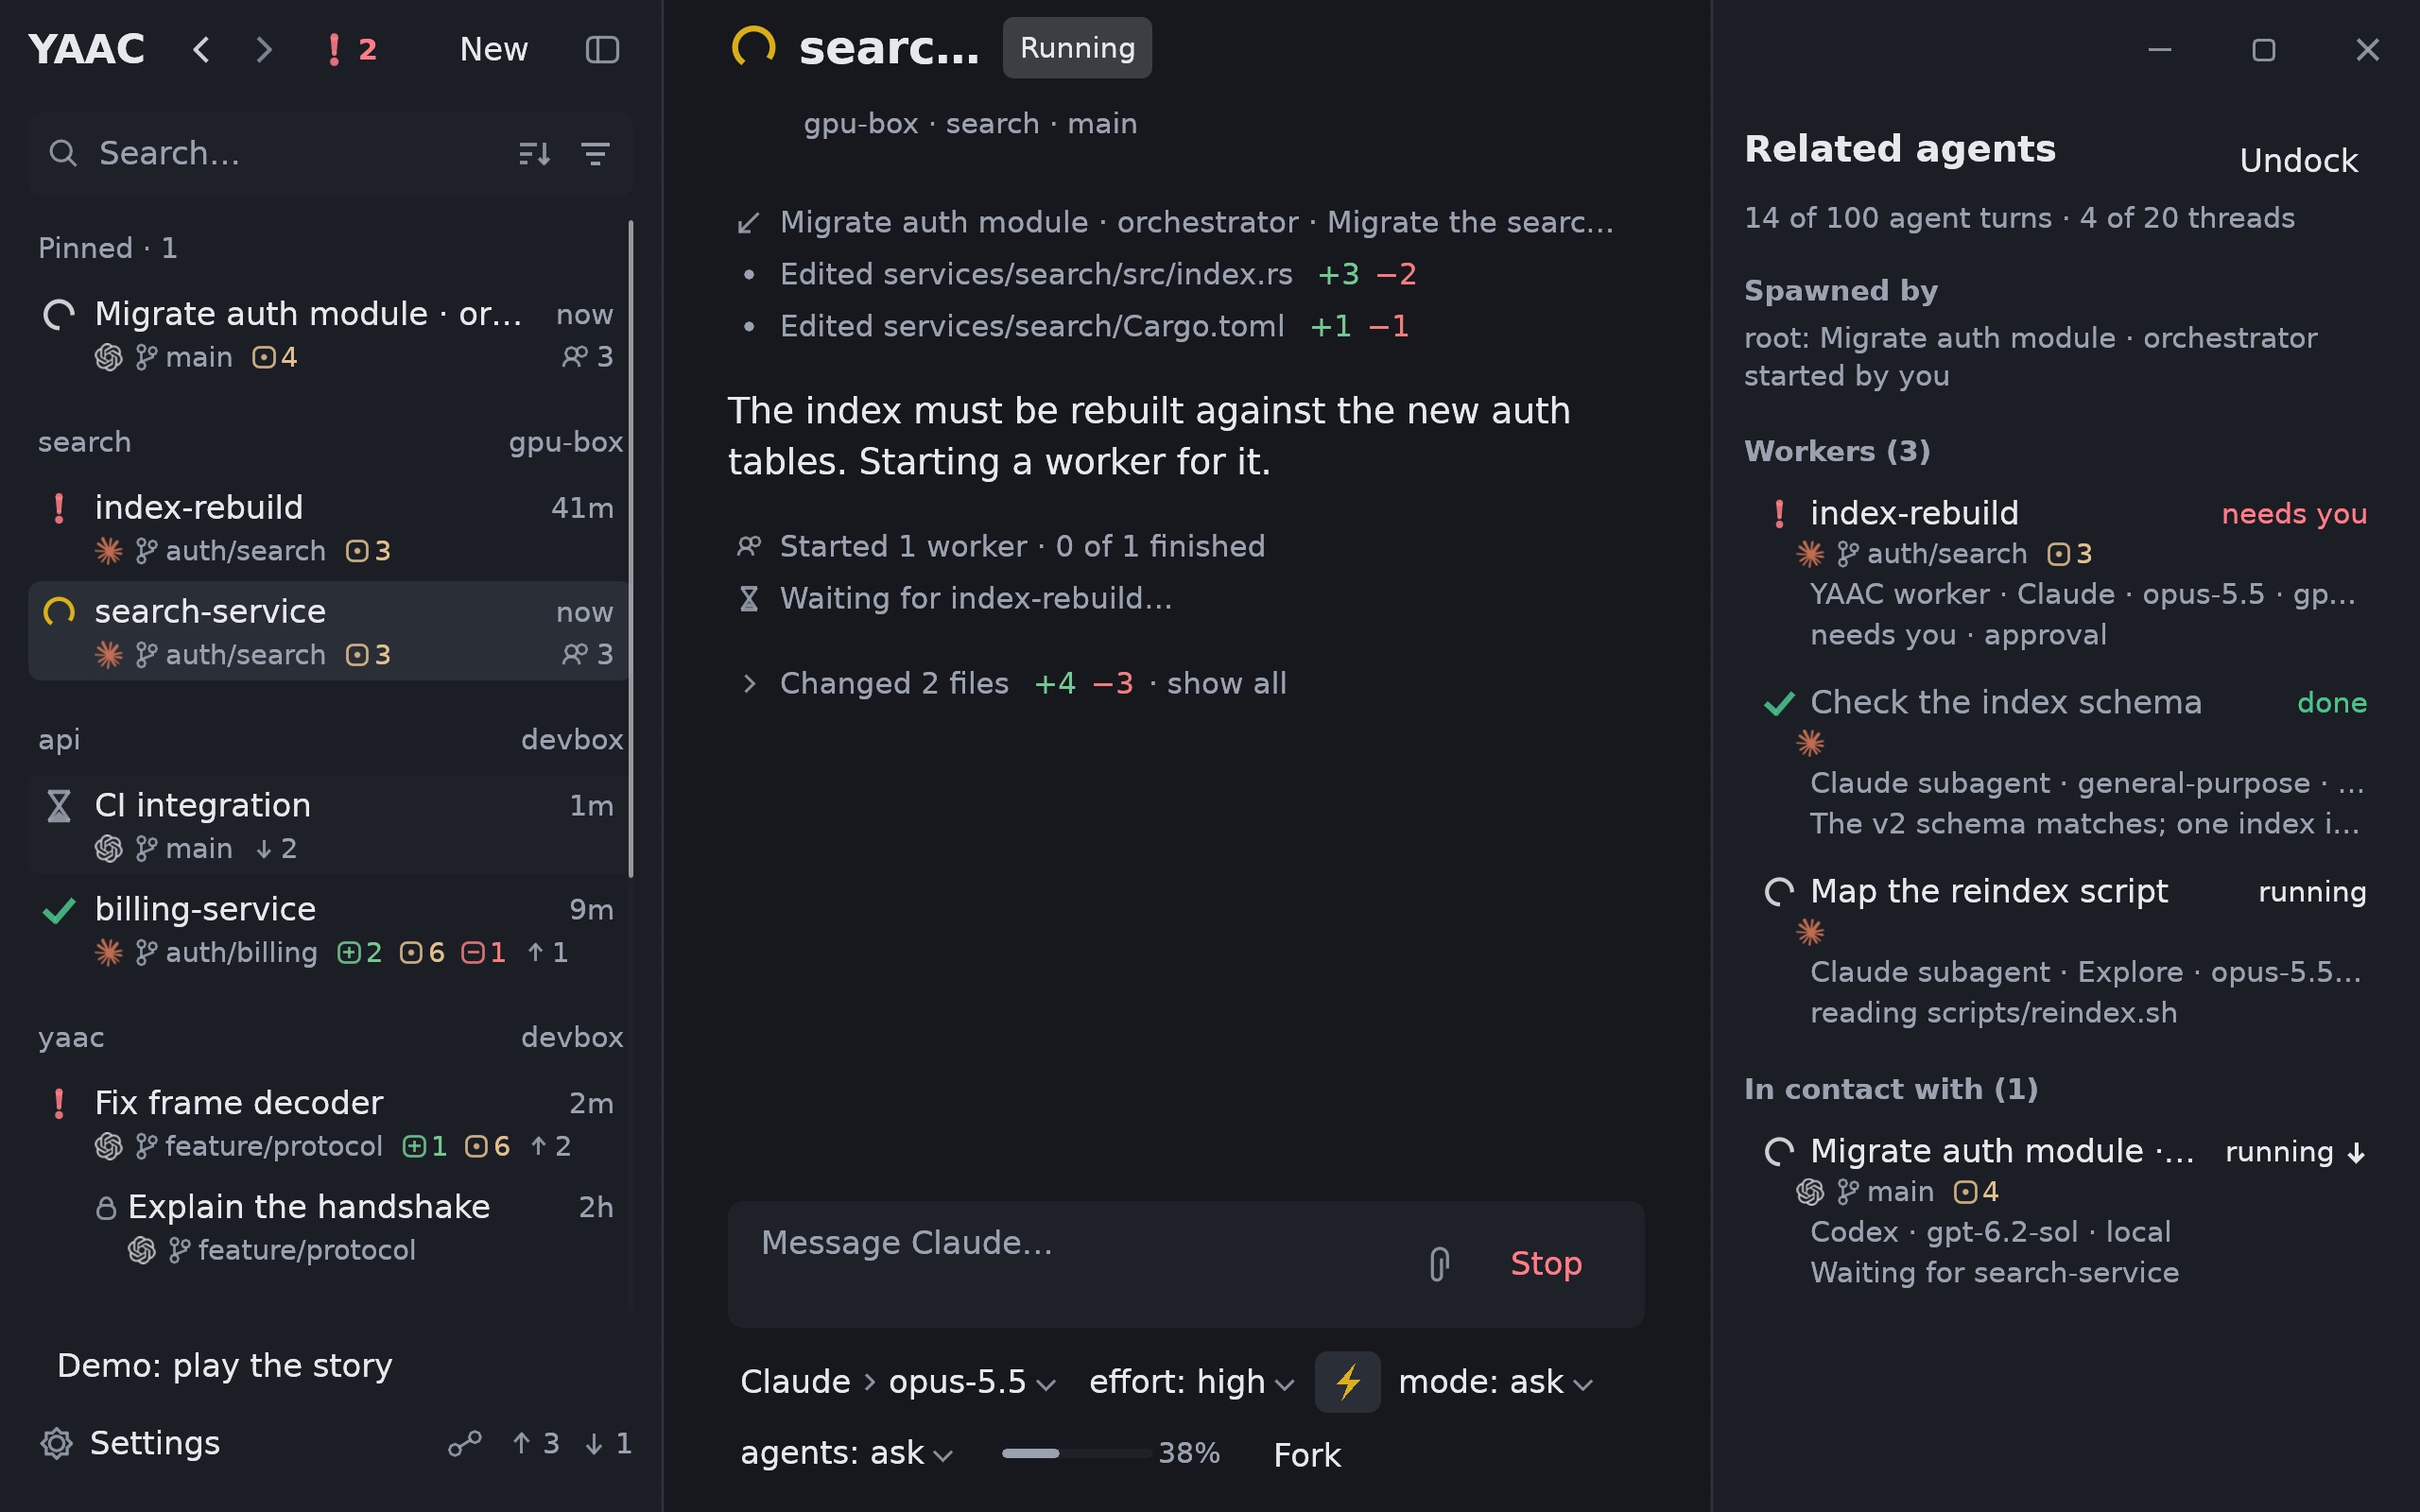 YAAC 2 New
Search…
Pinned · 1
Migrate auth module · or… now
main 4 3
search gpu-box
index-rebuild 41m
auth/search 3
search-service now
auth/search 3 3
api devbox
CI integration 1m
main ↓ 2
billing-service 9m
auth/billing 2 6 1 ↑ 1
yaac devbox
Fix frame decoder 2m
feature/protocol 1 6 ↑ 2
Explain the handshake 2h
feature/protocol
Demo: play the story
Settings ↑ 3 ↓ 1
searc… Running
gpu-box · search · main
Migrate auth module · orchestrator · Migrate the searc…
• Edited services/search/src/index.rs +3 −2
• Edited services/search/Cargo.toml +1 −1
The index must be rebuilt against the new auth
tables. Starting a worker for it.
Started 1 worker · 0 of 1 finished
Waiting for index-rebuild…
Changed 2 files +4 −3 · show all
Message Claude…
Stop
Claude › opus-5.5 effort: high mode: ask
agents: ask 38% Fork
Related agents Undock
14 of 100 agent turns · 4 of 20 threads
Spawned by
root: Migrate auth module · orchestrator
started by you
Workers (3)
index-rebuild needs you
auth/search 3
YAAC worker · Claude · opus-5.5 · gp…
needs you · approval
Check the index schema done
Claude subagent · general-purpose · …
The v2 schema matches; one index i…
Map the reindex script running
Claude subagent · Explore · opus-5.5…
reading scripts/reindex.sh
In contact with (1)
Migrate auth module ·… running ↓
main 4
Codex · gpt-6.2-sol · local
Waiting for search-service